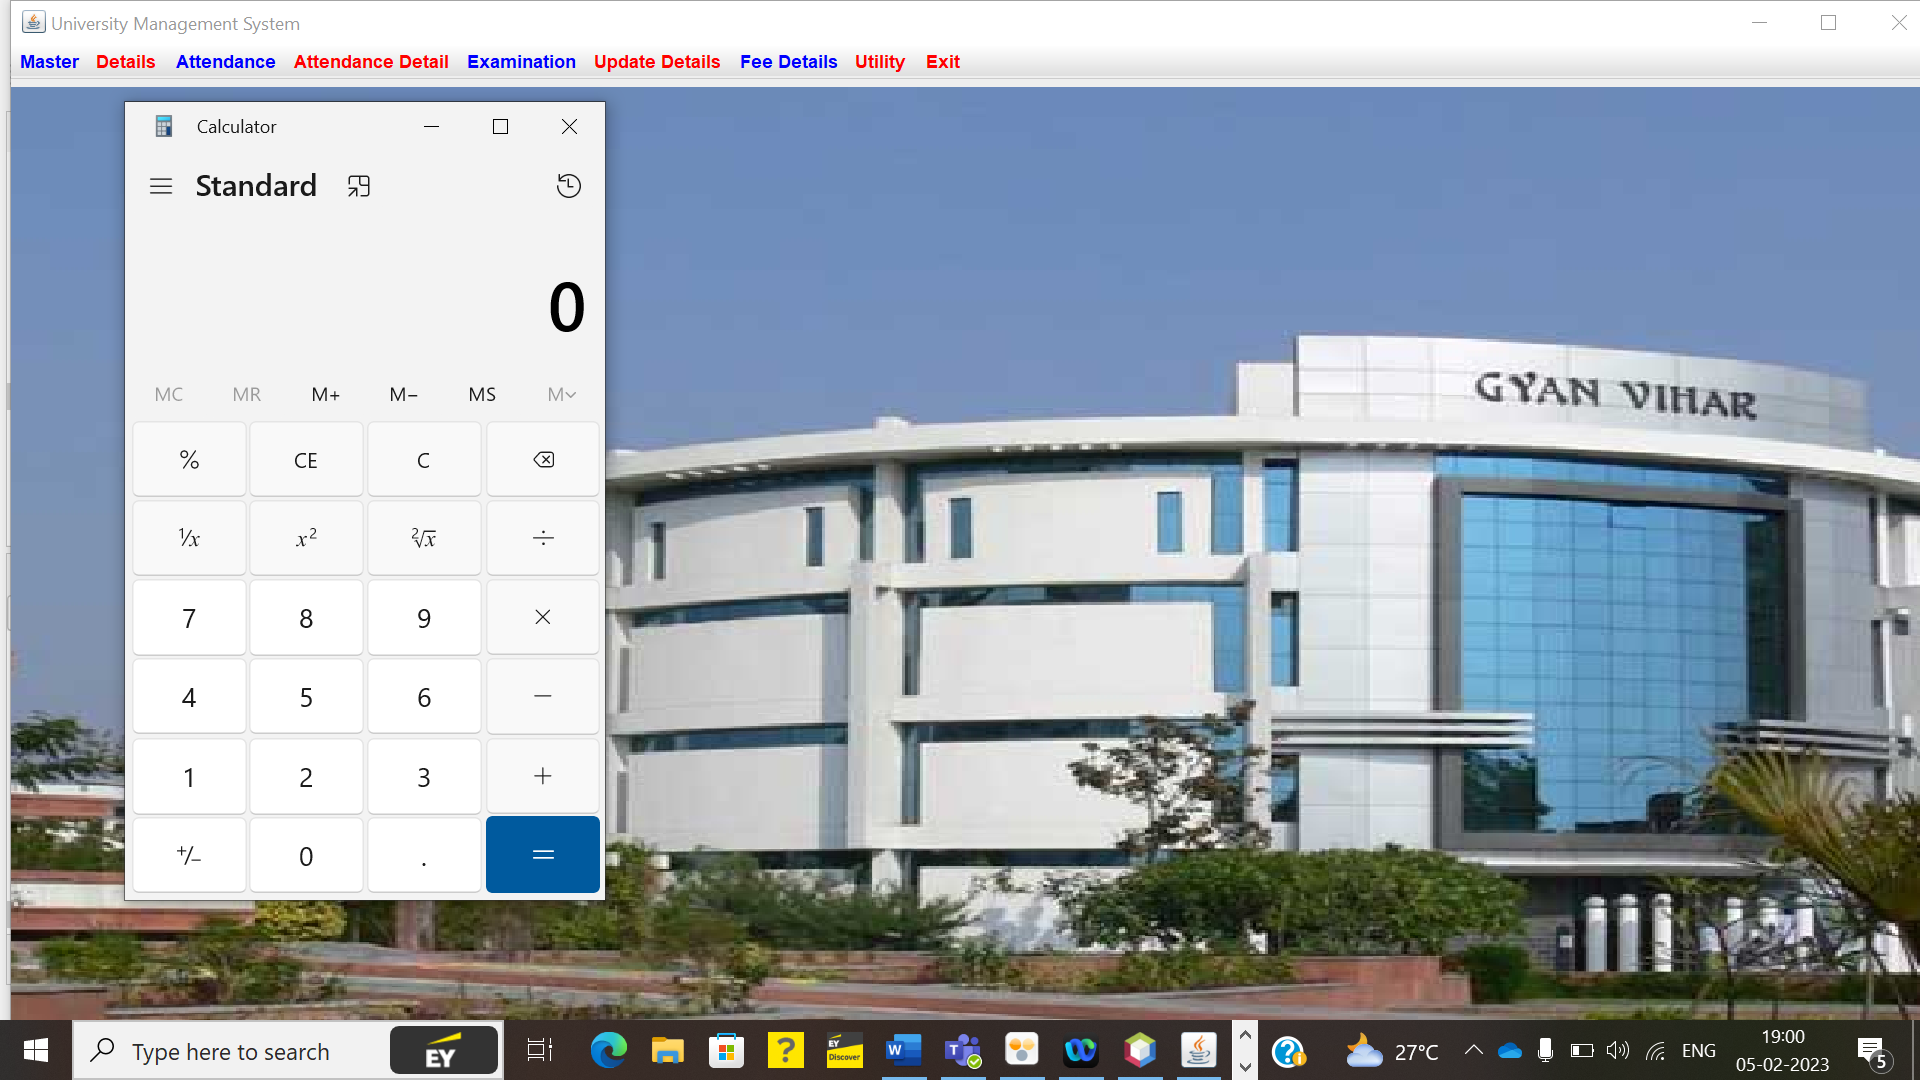 University Management System
Master Details Attendance Attendance Detail Examination Update Details Fee Details Utility Exit
Calculator
Standard
0
MC MR M+ M− MS M
% CE C
¹/x x² ²√x ÷
7 8 9 ×
4 5 6 −
1 2 3 +
+/− 0 . =
GYAN VIHAR
Type here to search
EY
?
EY
Discover
W
T
?
27°C
ENG
19:00
05-02-2023
5